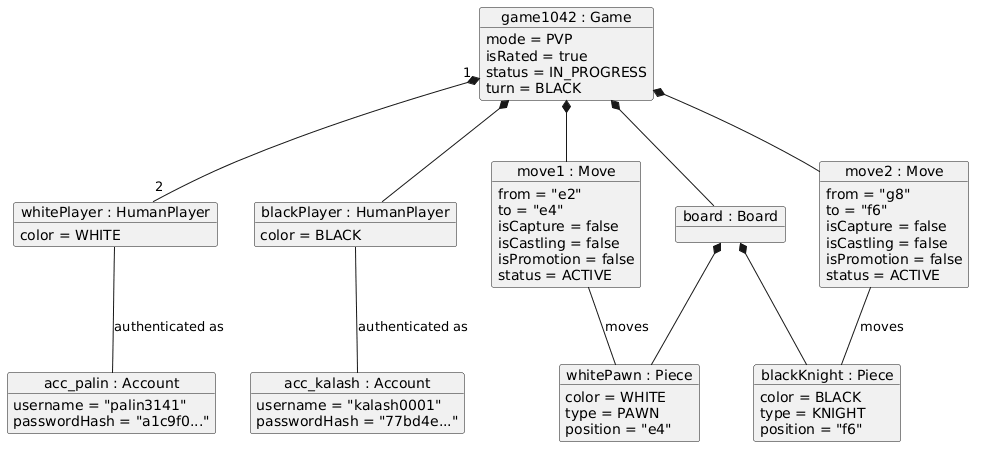 game1042 : Game
mode = PVP
isRated = true
status = IN_PROGRESS
turn = BLACK
1
2
whitePlayer : HumanPlayer
color = WHITE
blackPlayer : HumanPlayer
color = BLACK
move1 : Move
from = "e2"
to = "e4"
isCapture = false
isCastling = false
isPromotion = false
status = ACTIVE
board : Board
move2 : Move
from = "g8"
to = "f6"
isCapture = false
isCastling = false
isPromotion = false
status = ACTIVE
authenticated as
authenticated as
moves
moves
acc_palin : Account
username = "palin3141"
passwordHash = "a1c9f0..."
acc_kalash : Account
username = "kalash0001"
passwordHash = "77bd4e..."
whitePawn : Piece
color = WHITE
type = PAWN
position = "e4"
blackKnight : Piece
color = BLACK
type = KNIGHT
position = "f6"